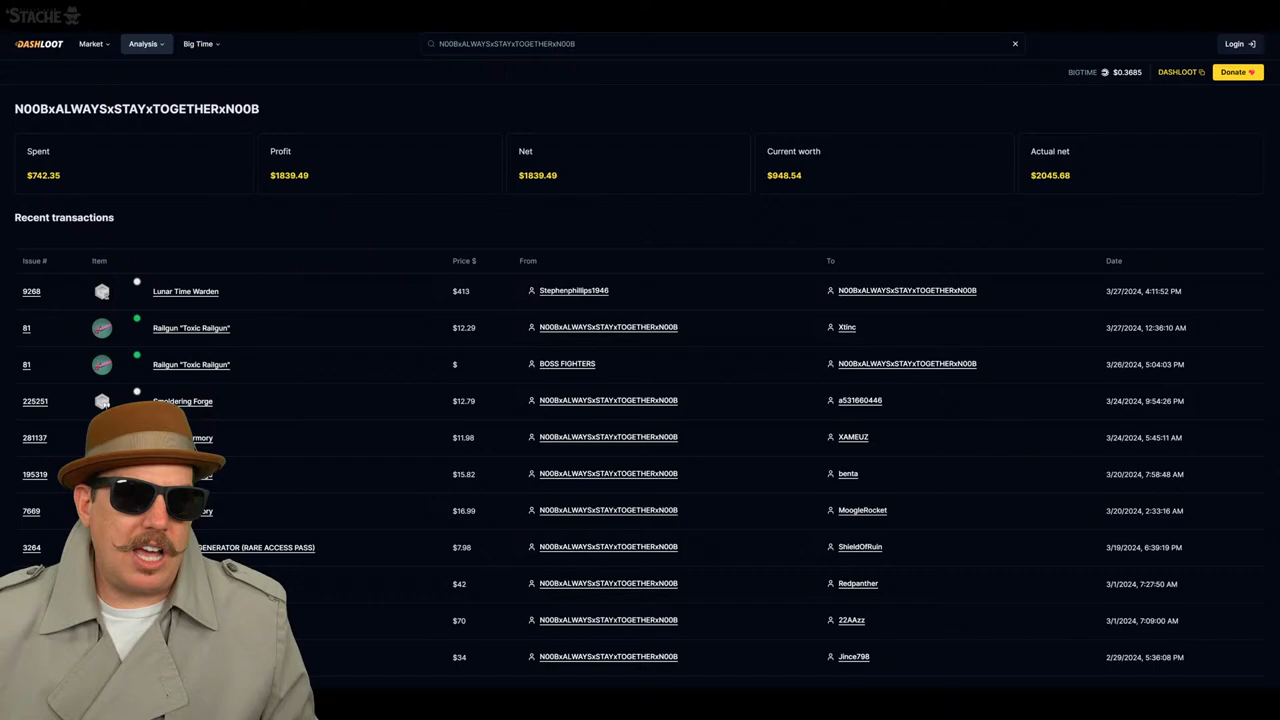 STACHE
DASHLOOT Market Analysis Big Time N00BxALWAYSxSTAYxTOGETHERxN00B Login
BIGTIME $0.3685 DASHLOOT Donate
N00BxALWAYSxSTAYxTOGETHERxN00B
Spent Profit Net Current worth Actual net
$742.35 $1839.49 $1839.49 $948.54 $2045.68
Recent transactions
Issue # Item Price $ From To Date
9268 Lunar Time Warden $413 Stephenphillips1946 N00BxALWAYSxSTAYxTOGETHERxN00B 3/27/2024, 4:11:52 PM
81 Railgun "Toxic Railgun" $12.29 N00BxALWAYSxSTAYxTOGETHERxN00B Xtinc 3/27/2024, 12:36:10 AM
81 Railgun "Toxic Railgun" $ BOSS FIGHTERS N00BxALWAYSxSTAYxTOGETHERxN00B 3/26/2024, 5:04:03 PM
225251 Smoldering Forge $12.79 N00BxALWAYSxSTAYxTOGETHERxN00B a531660446 3/24/2024, 9:54:26 PM
281137 $11.98 N00BxALWAYSxSTAYxTOGETHERxN00B XAMEUZ 3/24/2024, 5:45:11 AM
195319 $15.82 N00BxALWAYSxSTAYxTOGETHERxN00B benta 3/20/2024, 7:58:48 AM
7669 $16.99 N00BxALWAYSxSTAYxTOGETHERxN00B MoogleRocket 3/20/2024, 2:33:16 AM
3264 GENERATOR (RARE ACCESS PASS) $7.98 N00BxALWAYSxSTAYxTOGETHERxN00B ShieldOfRuin 3/19/2024, 6:39:19 PM
$42 N00BxALWAYSxSTAYxTOGETHERxN00B Redpanther 3/1/2024, 7:27:50 AM
$70 N00BxALWAYSxSTAYxTOGETHERxN00B 22AAzz 3/1/2024, 7:09:00 AM
$34 N00BxALWAYSxSTAYxTOGETHERxN00B Jince798 2/29/2024, 5:36:08 PM